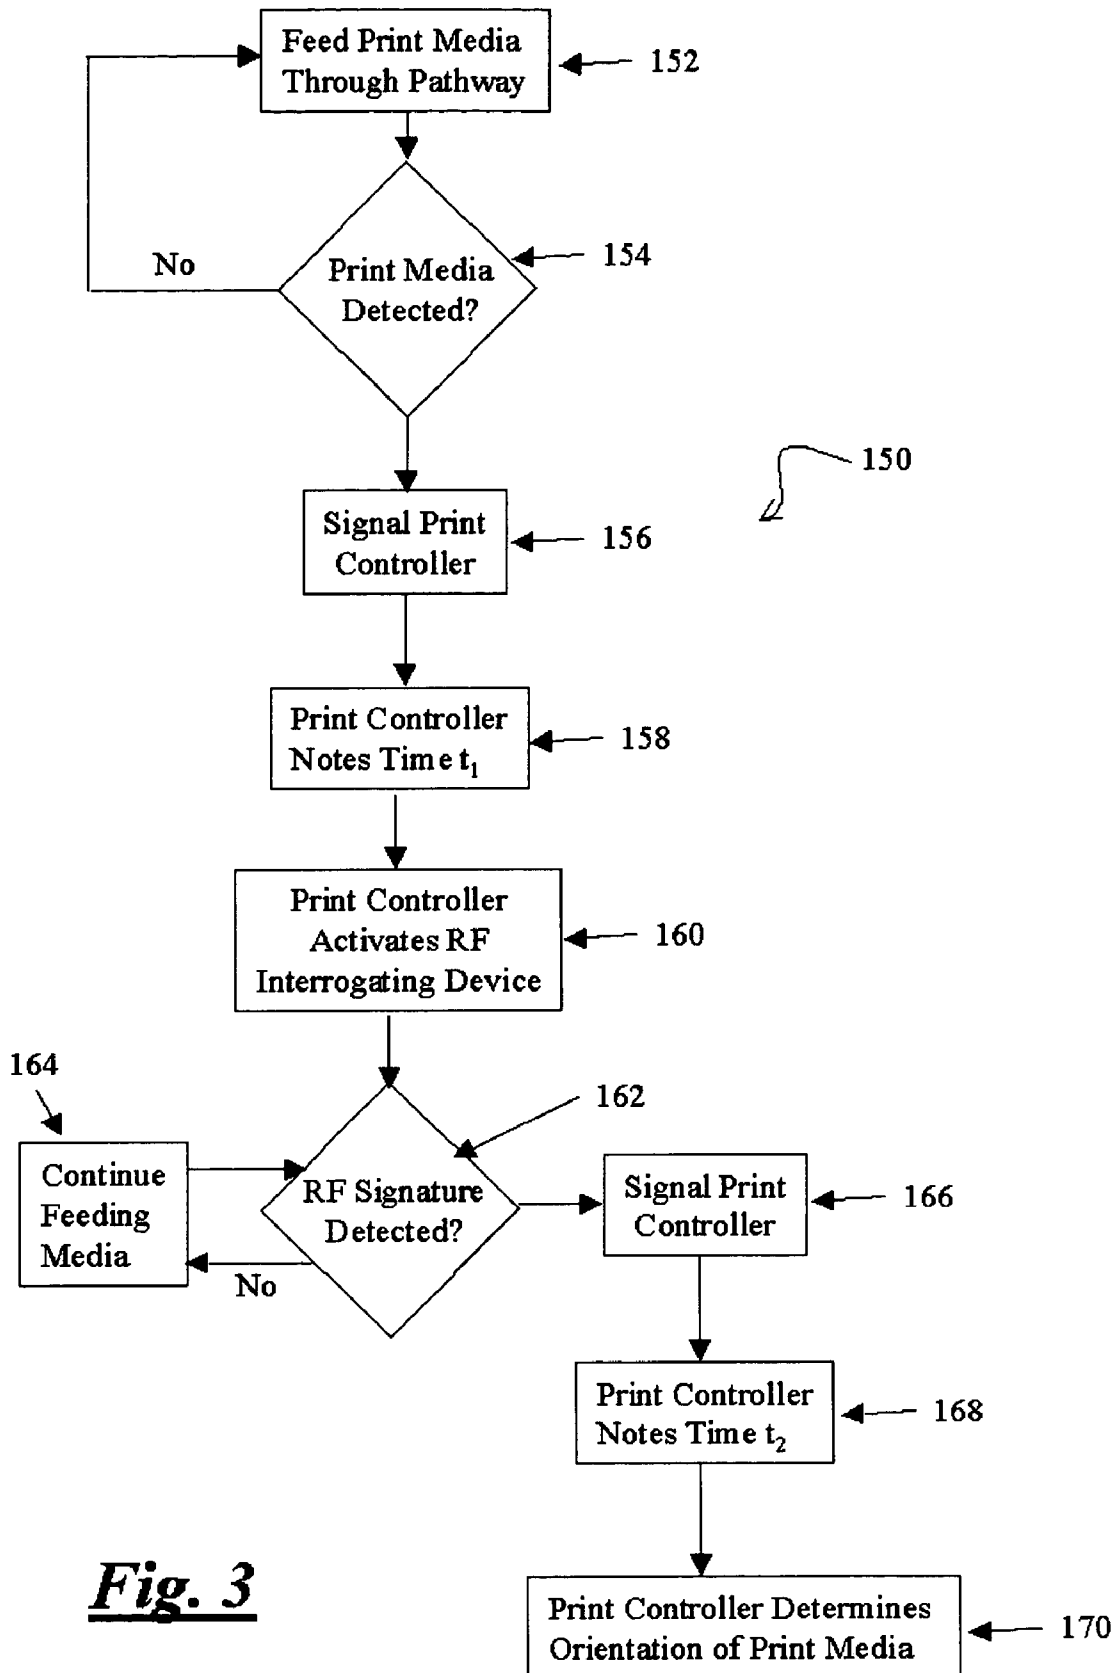 Feed Print Media
Through Pathway
152
154
No
Print Media
Detected?
150
Signal Print
Controller
156
Print Controller
Notes Time t₁
158
Print Controller
Activates RF
Interrogating Device
160
164
162
Continue
Feeding
Media
RF Signature
Detected?
No
Signal Print
Controller
166
Print Controller
Notes Time t₂
168
Fig. 3
Print Controller Determines
Orientation of Print Media
170